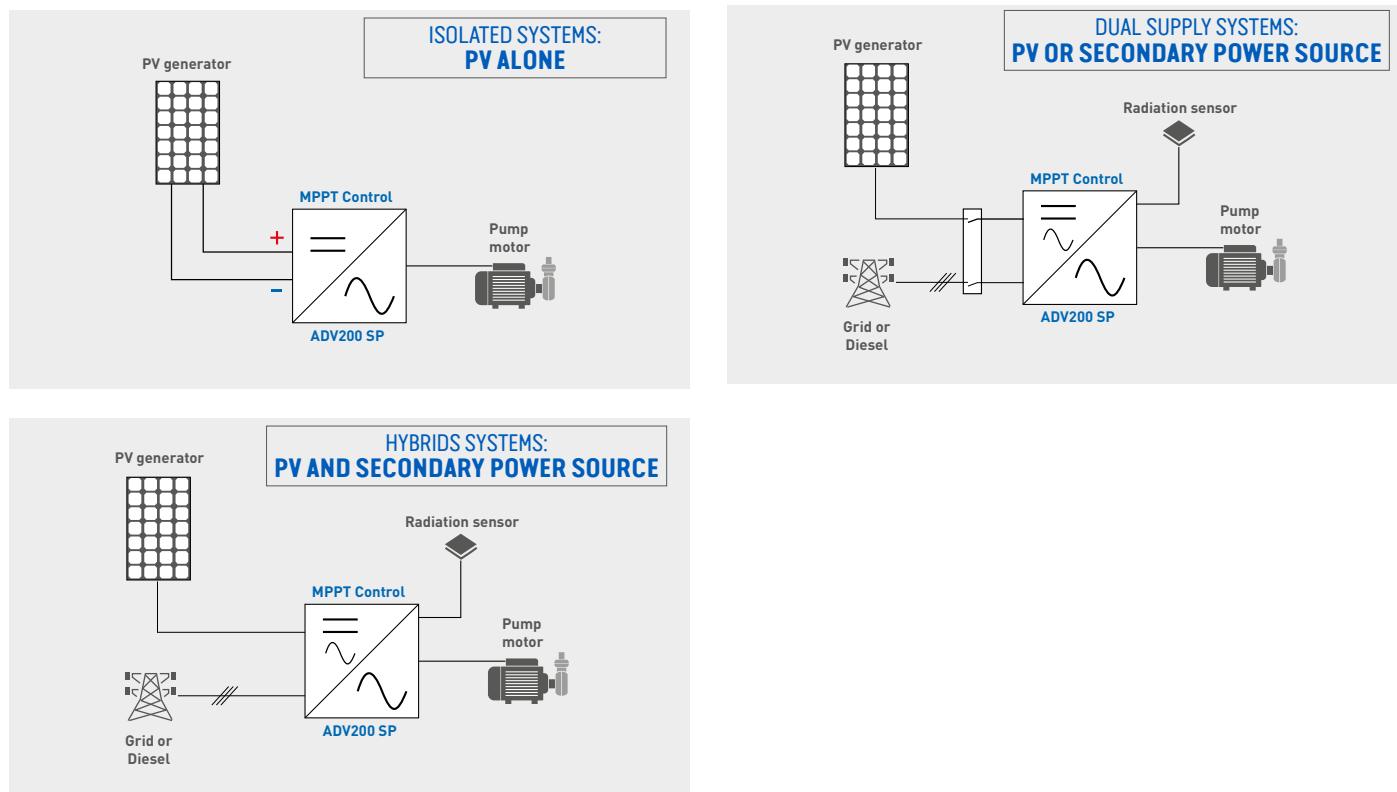 ISOLATED SYSTEMS:
PV ALONE
PV generator
MPPT Control
+
−
Pump
motor
ADV200 SP
DUAL SUPPLY SYSTEMS:
PV OR SECONDARY POWER SOURCE
PV generator
Radiation sensor
MPPT Control
Pump
motor
Grid or
Diesel
ADV200 SP
HYBRIDS SYSTEMS:
PV AND SECONDARY POWER SOURCE
PV generator
Radiation sensor
MPPT Control
Pump
motor
Grid or
Diesel
ADV200 SP